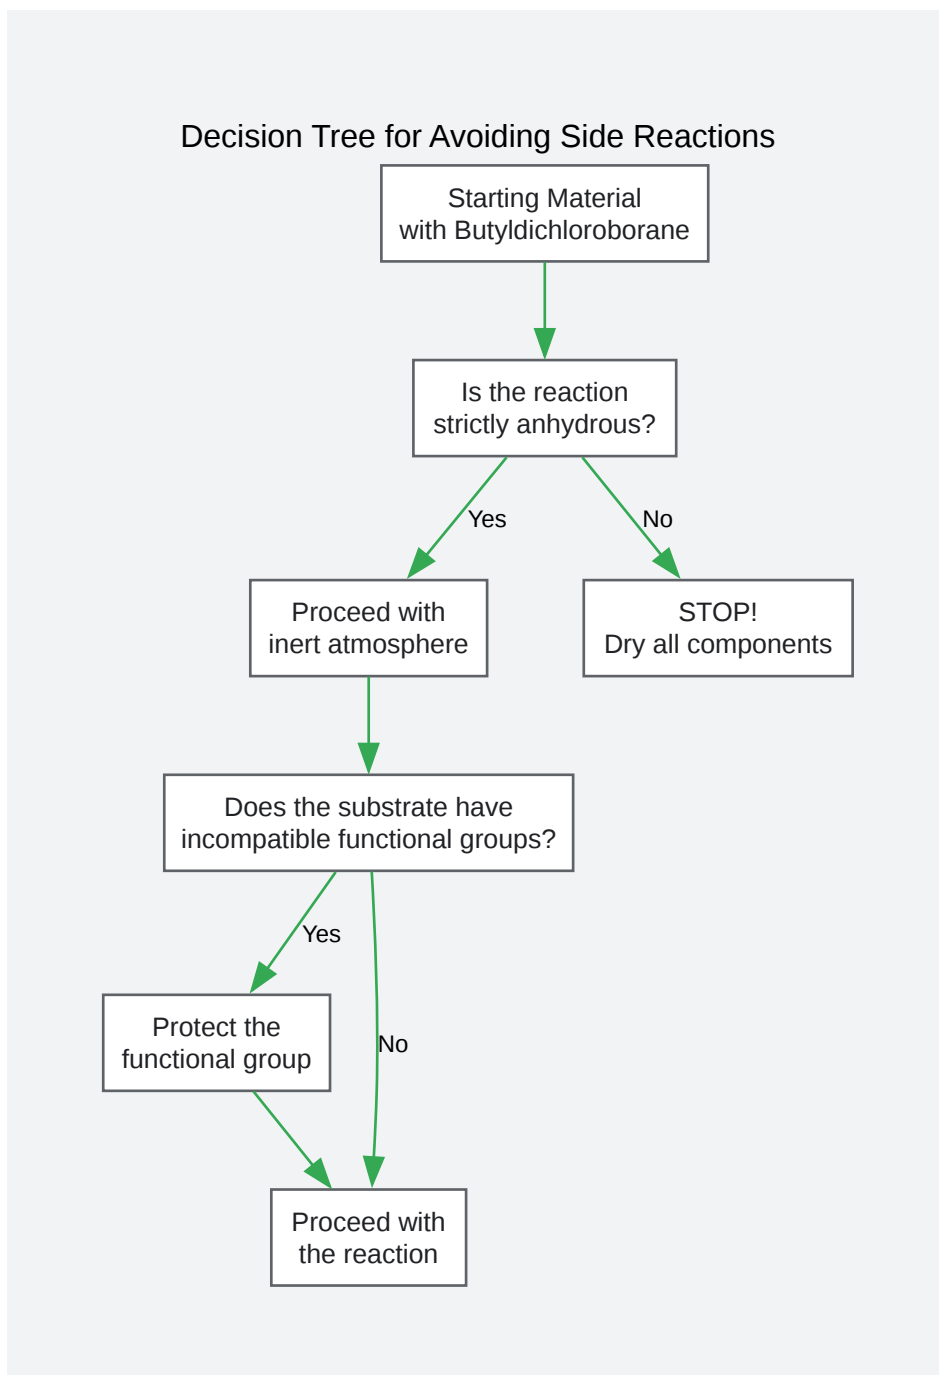 Decision Tree for Avoiding Side Reactions
Starting Material
with Butyldichloroborane
Is the reaction
strictly anhydrous?
Yes
No
Proceed with
inert atmosphere
STOP!
Dry all components
Does the substrate have
incompatible functional groups?
Yes
Protect the
functional group
No
Proceed with
the reaction